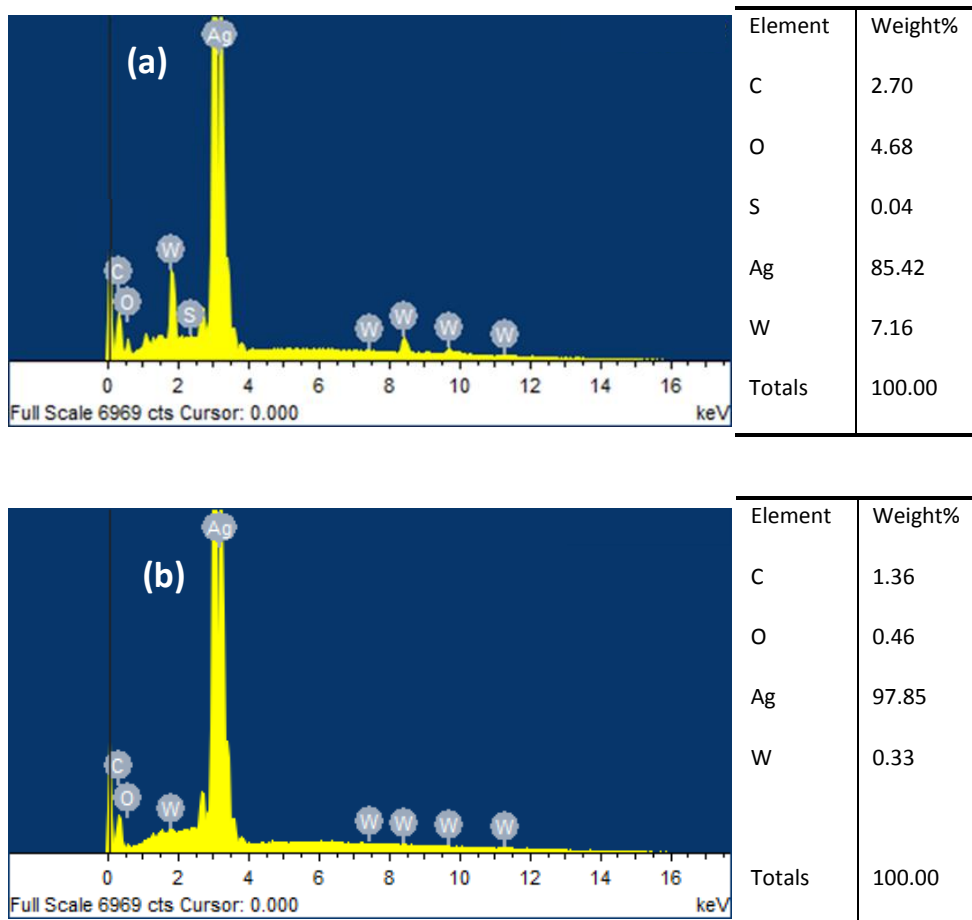 (a)
Ag
W
C
O
S
W
W
W
W
0 2 4 6 8 10 12 14 16
Full Scale 6969 cts Cursor: 0.000 keV
Element Weight%
C 2.70
O 4.68
S 0.04
Ag 85.42
W 7.16
Totals 100.00
(b)
Ag
C
O
W
W
W
W
W
0 2 4 6 8 10 12 14 16
Full Scale 6969 cts Cursor: 0.000 keV
Element Weight%
C 1.36
O 0.46
Ag 97.85
W 0.33
Totals 100.00